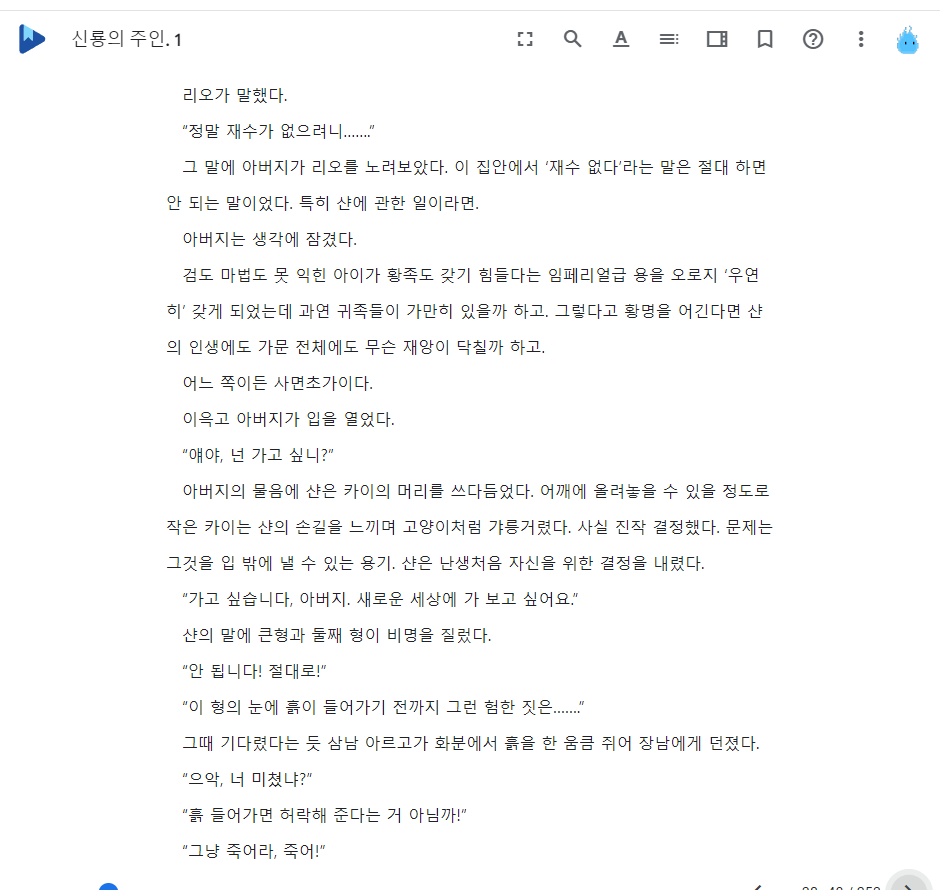 신룡의 주인. 1
리오가 말했다.
“정말 재수가 없으려니…….”
그 말에 아버지가 리오를 노려보았다. 이 집안에서 ‘재수 없다’라는 말은 절대 하면
안 되는 말이었다. 특히 샨에 관한 일이라면.
아버지는 생각에 잠겼다.
검도 마법도 못 익힌 아이가 황족도 갖기 힘들다는 임페리얼급 용을 오로지 ‘우연
히’ 갖게 되었는데 과연 귀족들이 가만히 있을까 하고. 그렇다고 황명을 어긴다면 샨
의 인생에도 가문 전체에도 무슨 재앙이 닥칠까 하고.
어느 쪽이든 사면초가이다.
이윽고 아버지가 입을 열었다.
“얘야, 넌 가고 싶니?”
아버지의 물음에 샨은 카이의 머리를 쓰다듬었다. 어깨에 올려놓을 수 있을 정도로
작은 카이는 샨의 손길을 느끼며 고양이처럼 갸릉거렸다. 사실 진작 결정했다. 문제는
그것을 입 밖에 낼 수 있는 용기. 샨은 난생처음 자신을 위한 결정을 내렸다.
“가고 싶습니다, 아버지. 새로운 세상에 가 보고 싶어요.”
샨의 말에 큰형과 둘째 형이 비명을 질렀다.
“안 됩니다! 절대로!”
“이 형의 눈에 흙이 들어가기 전까지 그런 험한 짓은…….”
그때 기다렸다는 듯 삼남 아르고가 화분에서 흙을 한 움큼 쥐어 장남에게 던졌다.
“으악, 너 미쳤냐?”
“흙 들어가면 허락해 준다는 거 아님까!”
“그냥 죽어라, 죽어!”